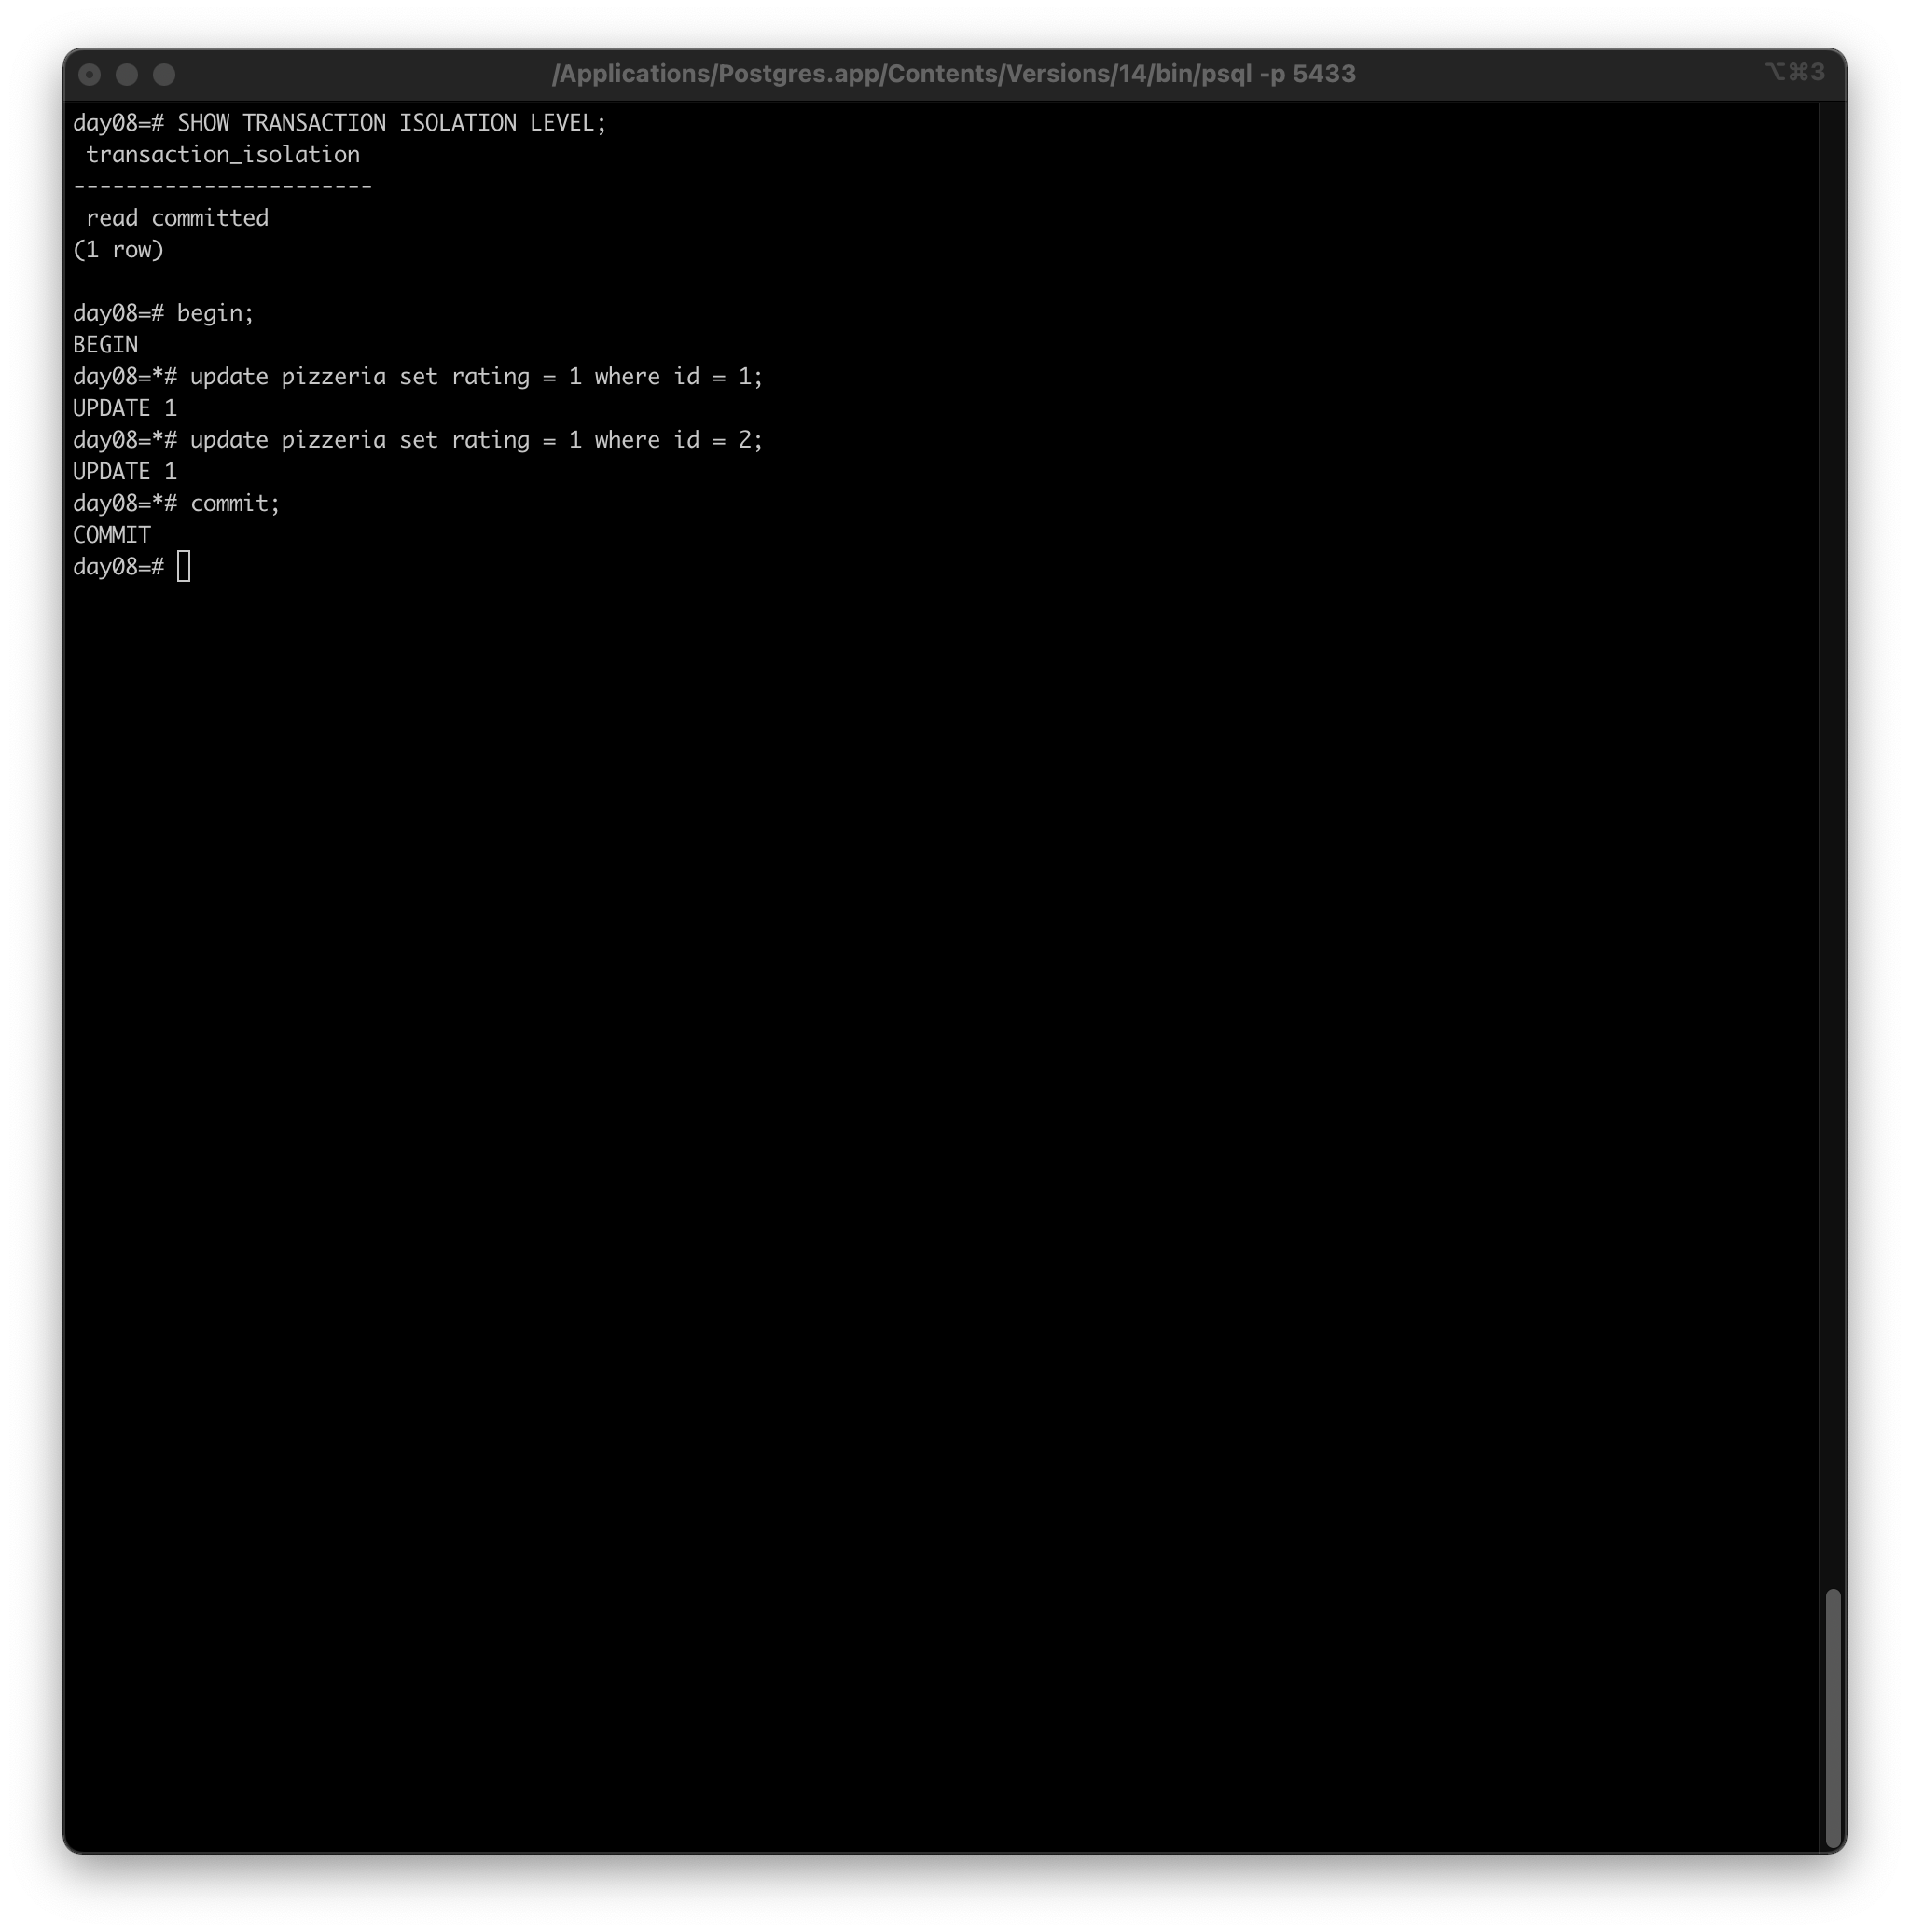 /Applications/Postgres.app/Contents/Versions/14/bin/psql -p 5433
⌥⌘3
day08=# SHOW TRANSACTION ISOLATION LEVEL;
 transaction_isolation
-----------------------
 read committed
(1 row)

day08=# begin;
BEGIN
day08=*# update pizzeria set rating = 1 where id = 1;
UPDATE 1
day08=*# update pizzeria set rating = 1 where id = 2;
UPDATE 1
day08=*# commit;
COMMIT
day08=#